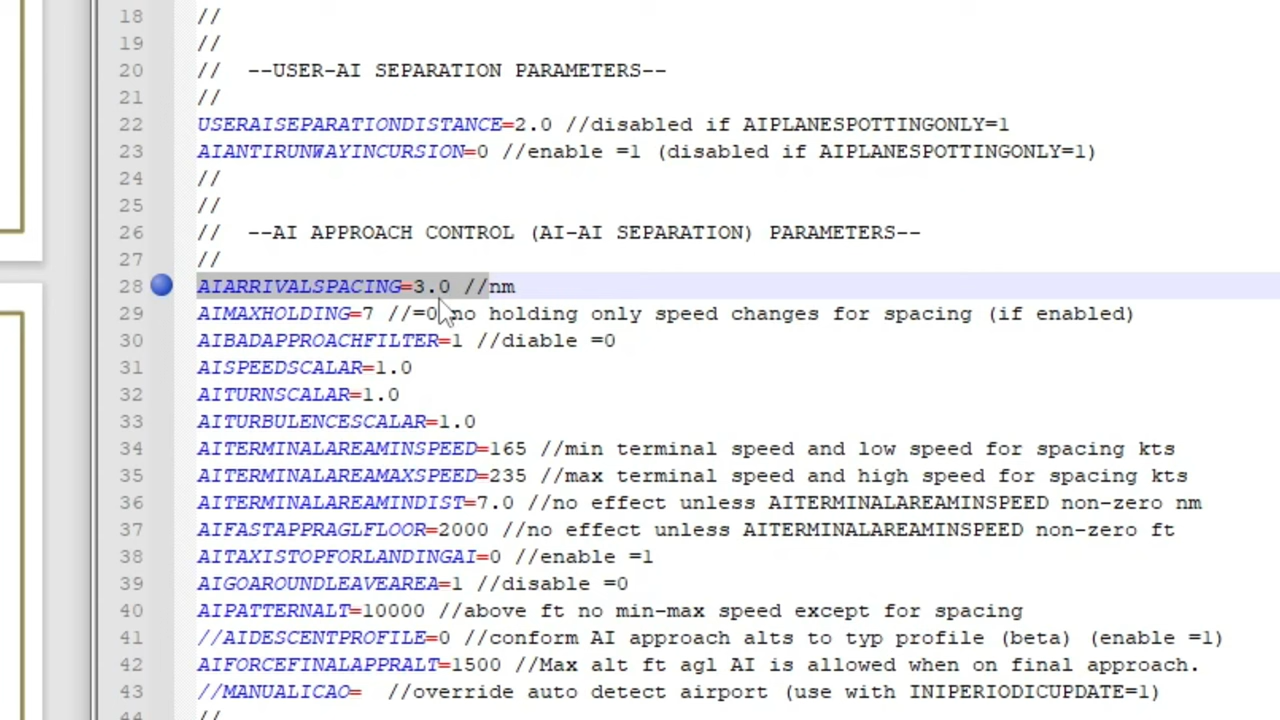 18 //
19 //
20 // --USER-AI SEPARATION PARAMETERS--
21 //
22 USERAISEPARATIONDISTANCE=2.0 //disabled if AIPLANESPOTTINGONLY=1
23 AIANTIRUNWAYINCURSION=0 //enable =1 (disabled if AIPLANESPOTTINGONLY=1)
24 //
25 //
26 // --AI APPROACH CONTROL (AI-AI SEPARATION) PARAMETERS--
27 //
28 AIARRIVALSPACING=3.0 //nm
29 AIMAXHOLDING=7 //=0 no holding only speed changes for spacing (if enabled)
30 AIBADAPPROACHFILTER=1 //diable =0
31 AISPEEDSCALAR=1.0
32 AITURNSCALAR=1.0
33 AITURBULENCESCALAR=1.0
34 AITERMINALAREAMINSPEED=165 //min terminal speed and low speed for spacing kts
35 AITERMINALAREAMAXSPEED=235 //max terminal speed and high speed for spacing kts
36 AITERMINALAREAMINDIST=7.0 //no effect unless AITERMINALAREAMINSPEED non-zero nm
37 AIFASTAPPRAGLFLOOR=2000 //no effect unless AITERMINALAREAMINSPEED non-zero ft
38 AITAXISTOPFORLANDINGAI=0 //enable =1
39 AIGOAROUNDLEAVEAREA=1 //disable =0
40 AIPATTERNALT=10000 //above ft no min-max speed except for spacing
41 //AIDESCENTPROFILE=0 //conform AI approach alts to typ profile (beta) (enable =1)
42 AIFORCEFINALAPPRALT=1500 //Max alt ft agl AI is allowed when on final approach.
43 //MANUALICAO= //override auto detect airport (use with INIPERIODICUPDATE=1)
44 //